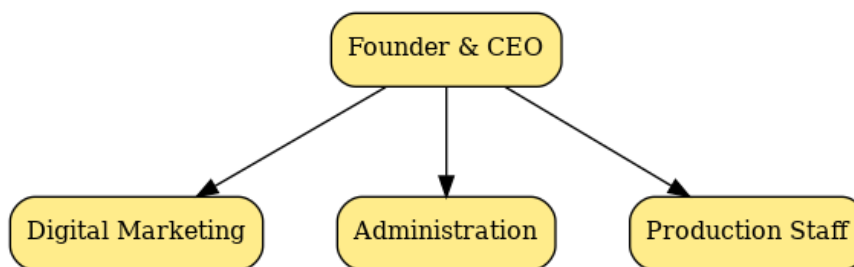 Founder & CEO
Digital Marketing
Administration
Production Staff